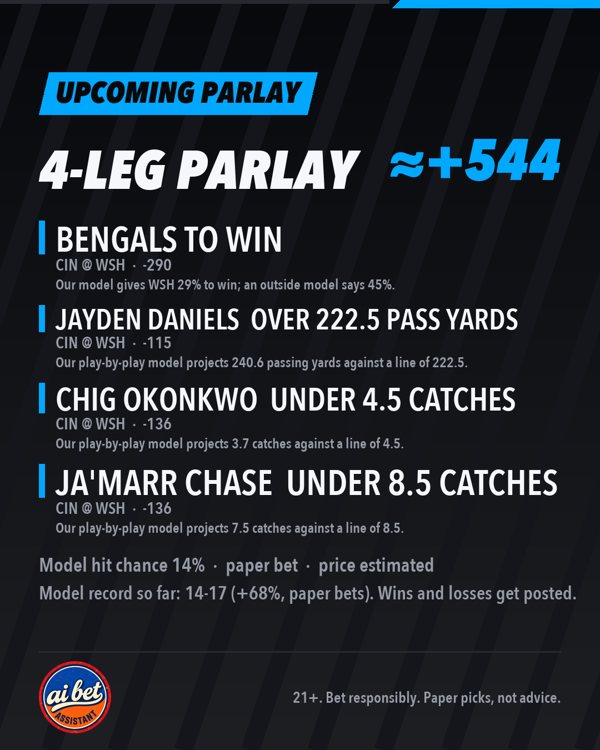 UPCOMING PARLAY
4-LEG PARLAY ≈+544
BENGALS TO WIN
CIN @ WSH · -290
Our model gives WSH 29% to win; an outside model says 45%.
JAYDEN DANIELS OVER 222.5 PASS YARDS
CIN @ WSH · -115
Our play-by-play model projects 240.6 passing yards against a line of 222.5.
CHIG OKONKWO UNDER 4.5 CATCHES
CIN @ WSH · -136
Our play-by-play model projects 3.7 catches against a line of 4.5.
JA'MARR CHASE UNDER 8.5 CATCHES
CIN @ WSH · -136
Our play-by-play model projects 7.5 catches against a line of 8.5.
Model hit chance 14% · paper bet · price estimated
Model record so far: 14-17 (+68%, paper bets). Wins and losses get posted.
ai bet
ASSISTANT
21+. Bet responsibly. Paper picks, not advice.